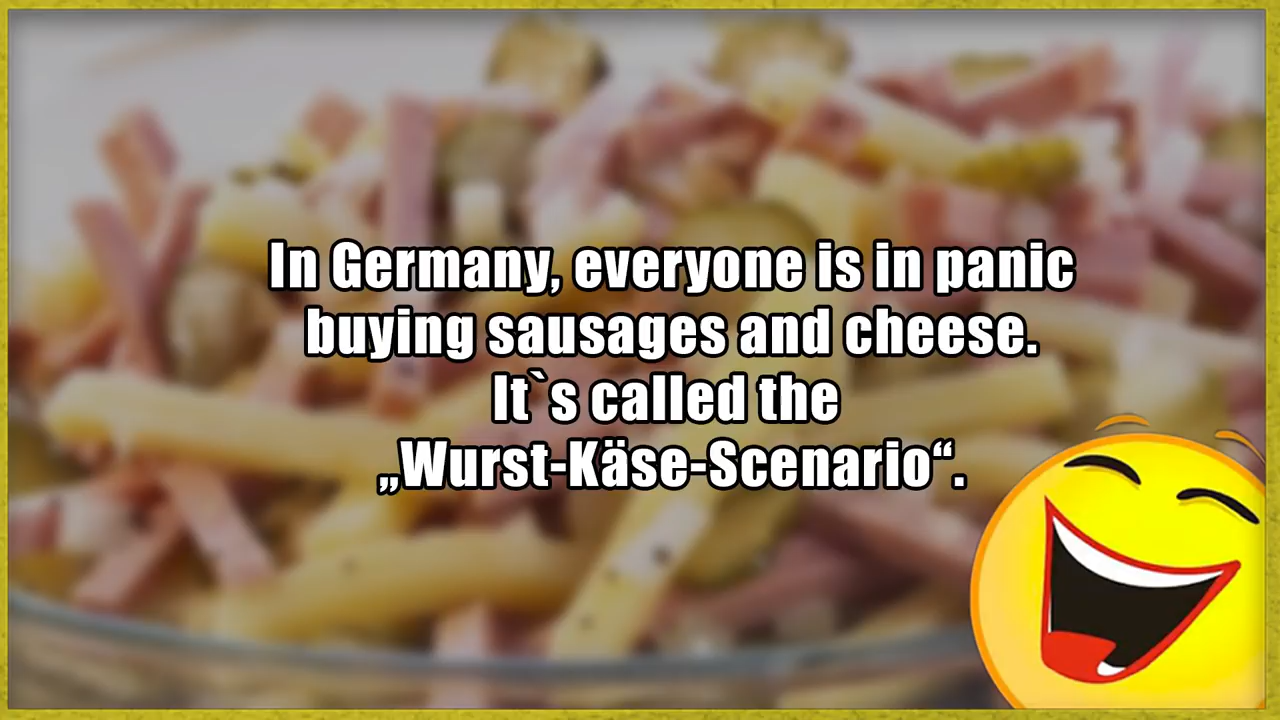 In Germany, everyone is in panic
buying sausages and cheese.
It`s called the
„Wurst-Käse-Scenario“.